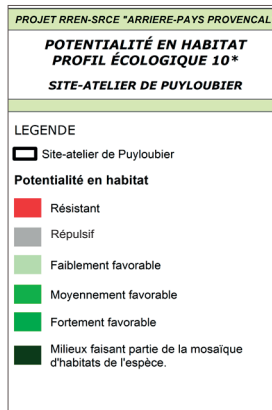 PROJET RREN-SRCE "ARRIERE-PAYS PROVENCAL
POTENTIALITÉ EN HABITAT
PROFIL ÉCOLOGIQUE 10*
SITE-ATELIER DE PUYLOUBIER
LEGENDE
Site-atelier de Puyloubier
Potentialité en habitat
Résistant
Répulsif
Faiblement favorable
Moyennement favorable
Fortement favorable
Milieux faisant partie de la mosaïque
d'habitats de l'espèce.